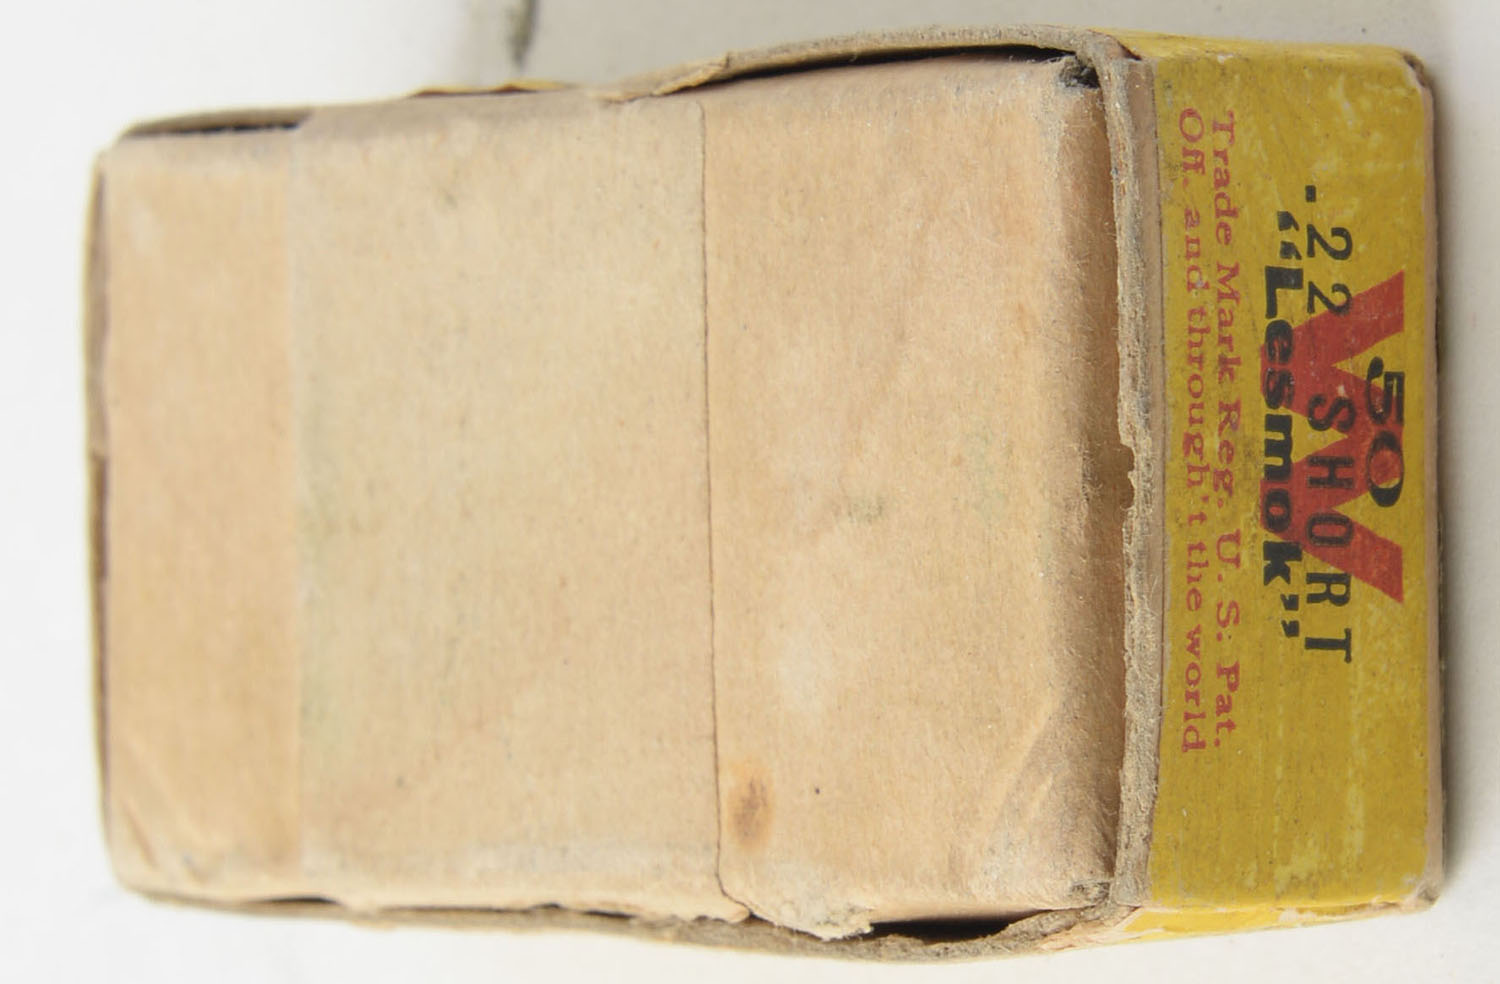 W
50
.22 SHORT
“Lesmok”
Trade Mark Reg. U. S. Pat.
Off. and through't the world